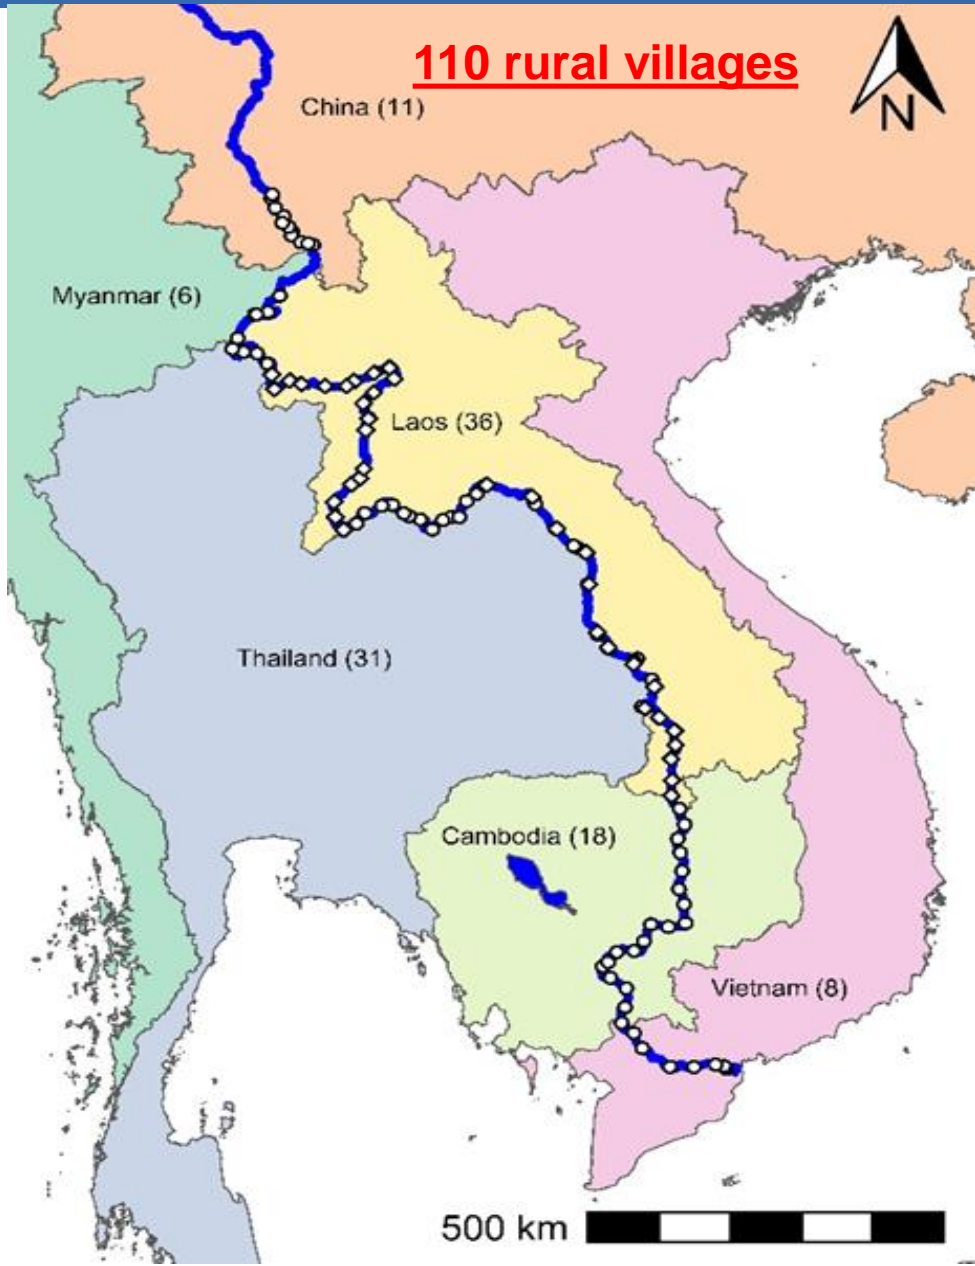 110 rural villages
China (11)
N
Myanmar (6)
Laos (36)
Thailand (31)
Cambodia (18)
Vietnam (8)
500 km